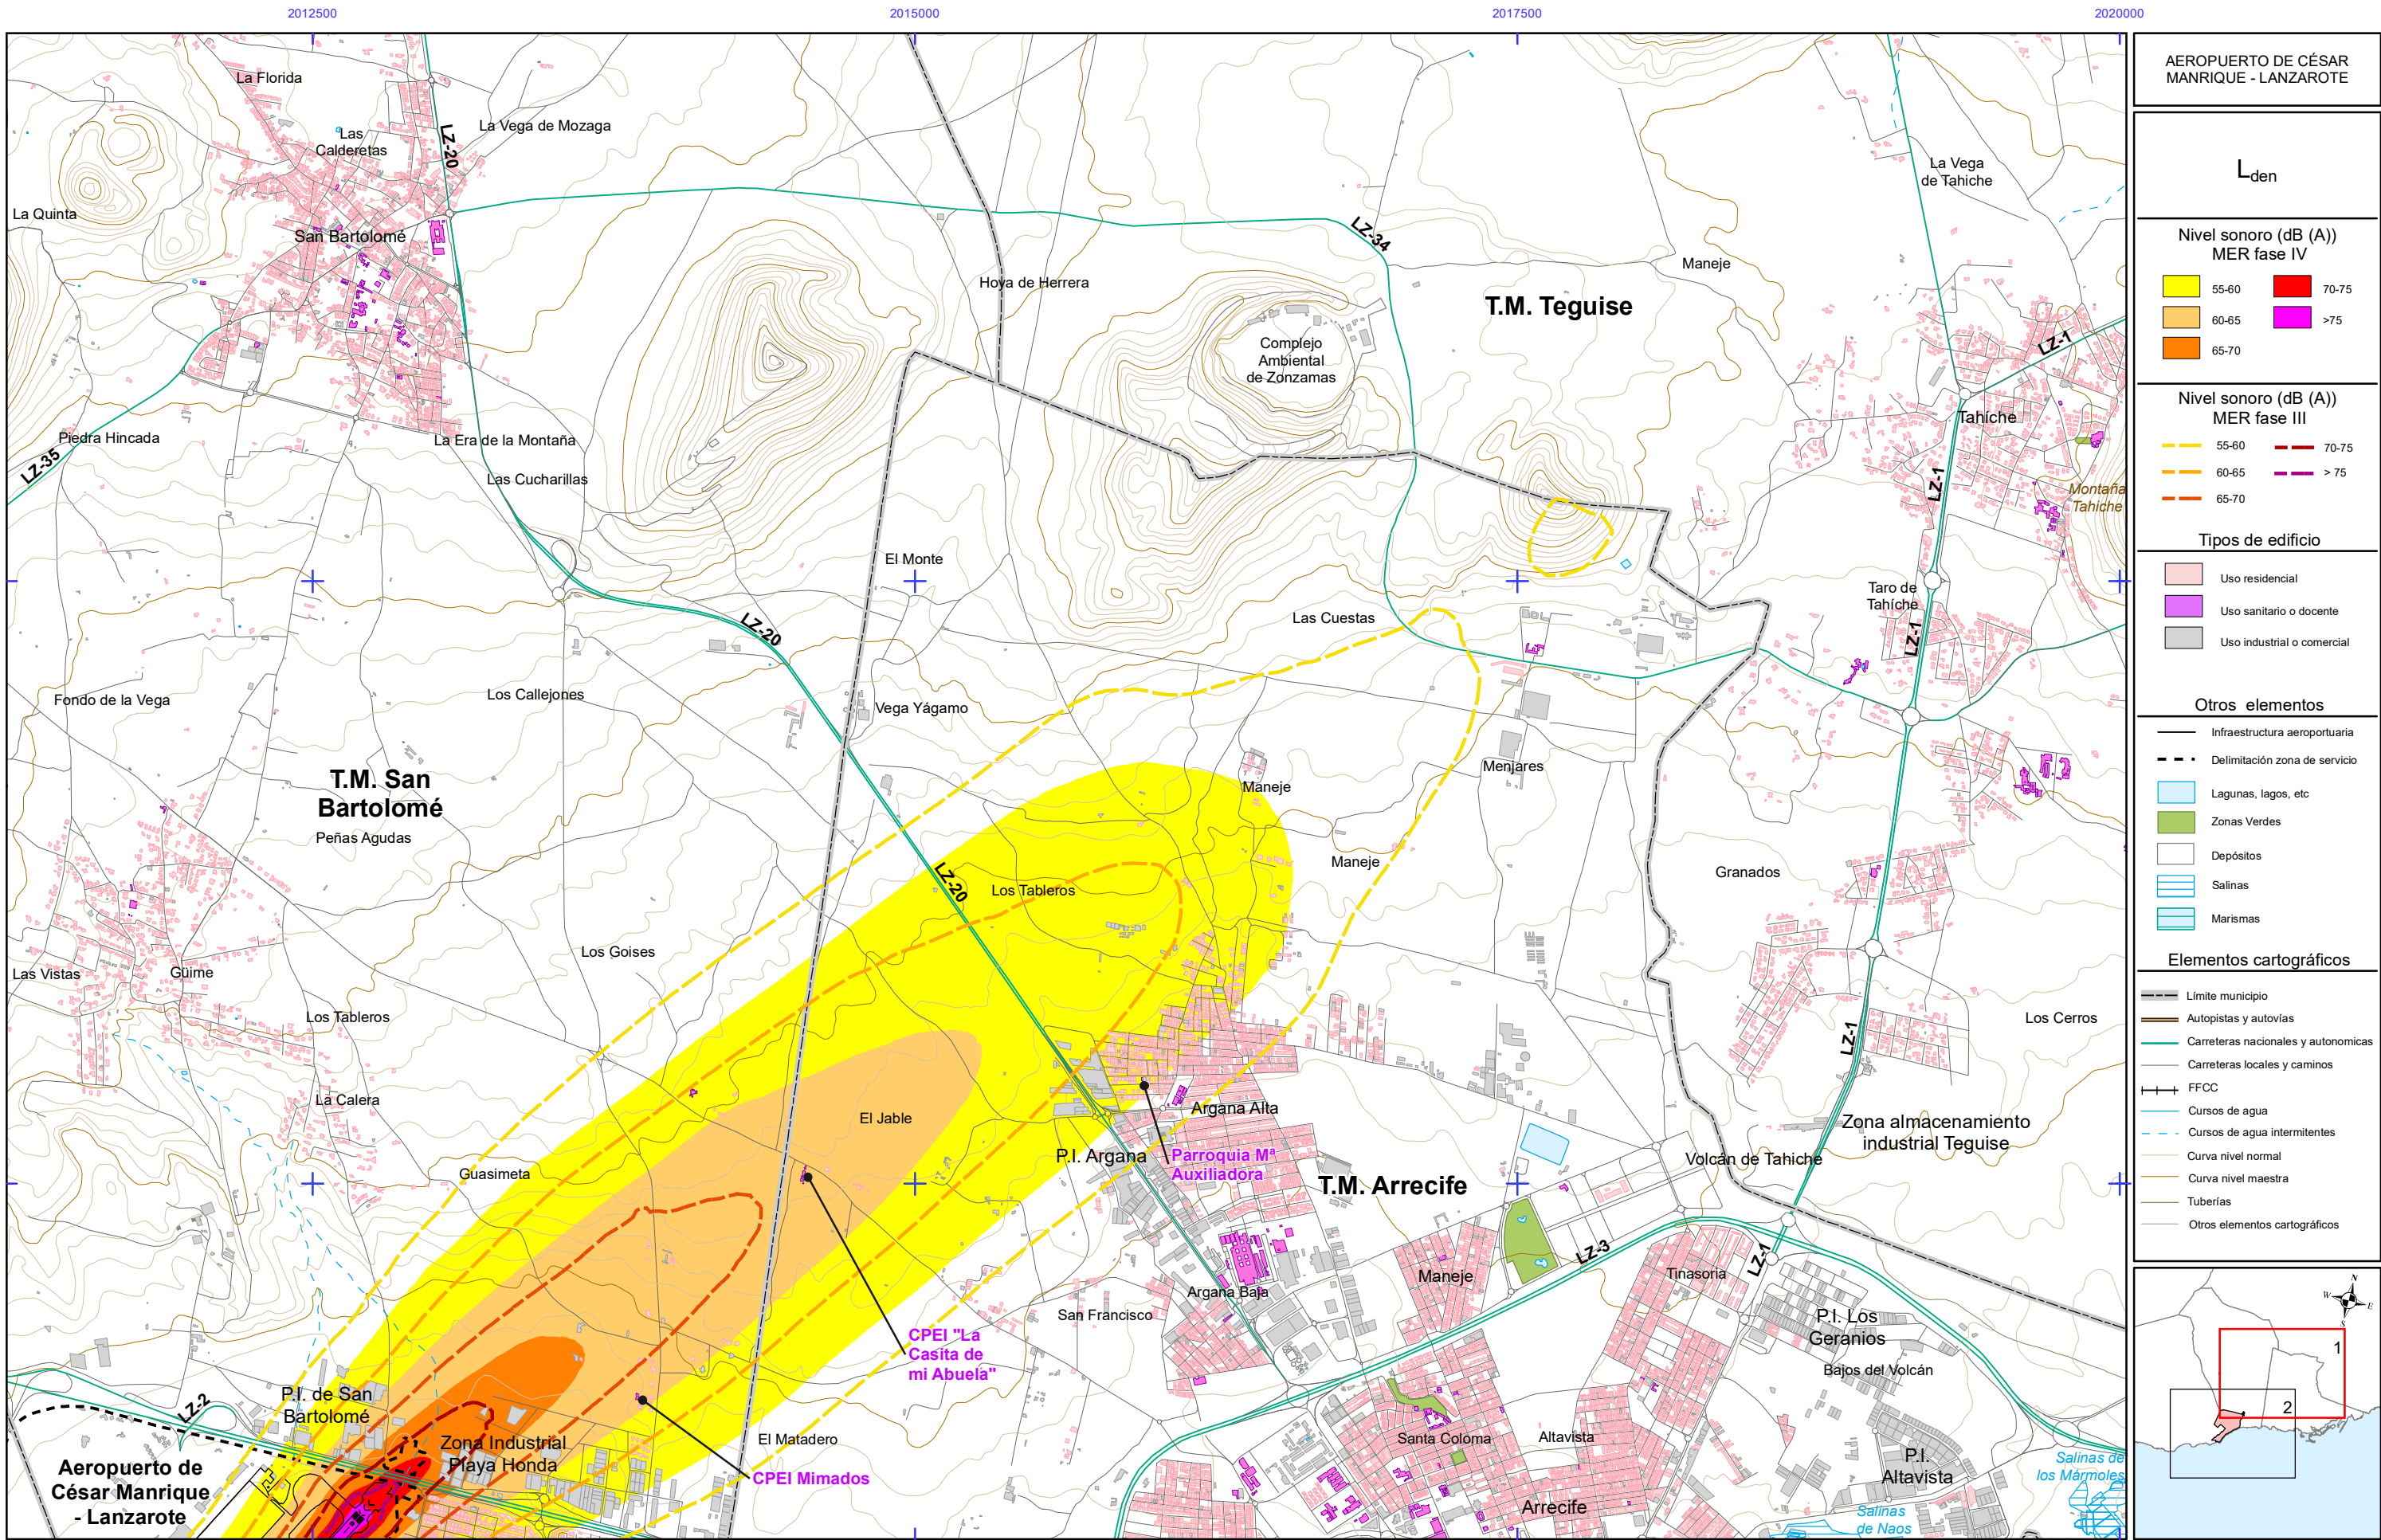 2012500
2015000
2017500
2020000
La Florida
Las
Calderetas
LZ-20
La Vega de Mozaga
La Quinta
San Bartolomé
Hoya de Herrera
LZ-34
Maneje
La Vega
de Tahiche
T.M. Teguise
Complejo
Ambiental
de Zonzamas
LZ-1
Tahíche
Piedra Hincada
LZ-35
La Era de la Montaña
Las Cucharillas
LZ-1
Montaña
Tahiche
El Monte
Taro de
Tahíche
LZ-20
Las Cuestas
LZ-1
Fondo de la Vega
Los Callejones
Vega Yágamo
T.M. San
Bartolomé
Peñas Agudas
Menjares
Maneje
Maneje
LZ-20
Los Tableros
Granados
Los Goises
Las Vistas
Güime
Los Tableros
Los Cerros
LZ-1
La Calera
El Jable
Argana Alta
Zona almacenamiento
industrial Teguise
P.I. Argana
Parroquia Mª
Auxiliadora
Volcán de Tahiche
Guasimeta
T.M. Arrecife
LZ-3
LZ-1
Tinasoria
Maneje
Argana Baja
San Francisco
P.I. Los
Geranios
CPEI "La
Casita de
mi Abuela"
Bajos del Volcán
LZ-2
P.I. de San
Bartolomé
Zona Industrial
Playa Honda
El Matadero
CPEI Mimados
Santa Coloma
Altavista
P.I.
Altavista
Salinas de
los Mármoles
Aeropuerto de
César Manrique
- Lanzarote
Arrecife
Salinas
de Naos
AEROPUERTO DE CÉSAR
MANRIQUE - LANZAROTE
Lden
Nivel sonoro (dB (A))
MER fase IV
55-60
70-75
60-65
>75
65-70
Nivel sonoro (dB (A))
MER fase III
55-60
70-75
60-65
> 75
65-70
Tipos de edificio
Uso residencial
Uso sanitario o docente
Uso industrial o comercial
Otros elementos
Infraestructura aeroportuaria
Delimitación zona de servicio
Lagunas, lagos, etc
Zonas Verdes
Depósitos
Salinas
Marismas
Elementos cartográficos
Límite municipio
Autopistas y autovías
Carreteras nacionales y autonomicas
Carreteras locales y caminos
FFCC
Cursos de agua
Cursos de agua intermitentes
Curva nivel normal
Curva nivel maestra
Tuberías
Otros elementos cartográficos
N
W
E
S
1
2